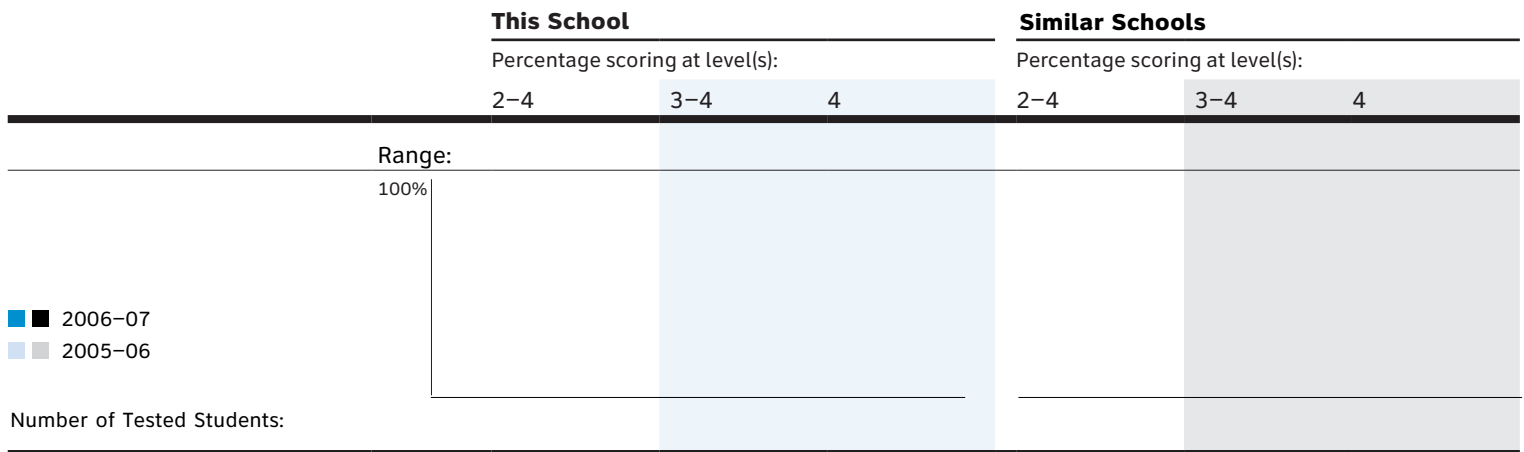 This School Similar Schools
Percentage scoring at level(s): Percentage scoring at level(s):
2–4 3–4 4 2–4 3–4 4
Range:
100%
2006–07
2005–06
Number of Tested Students: